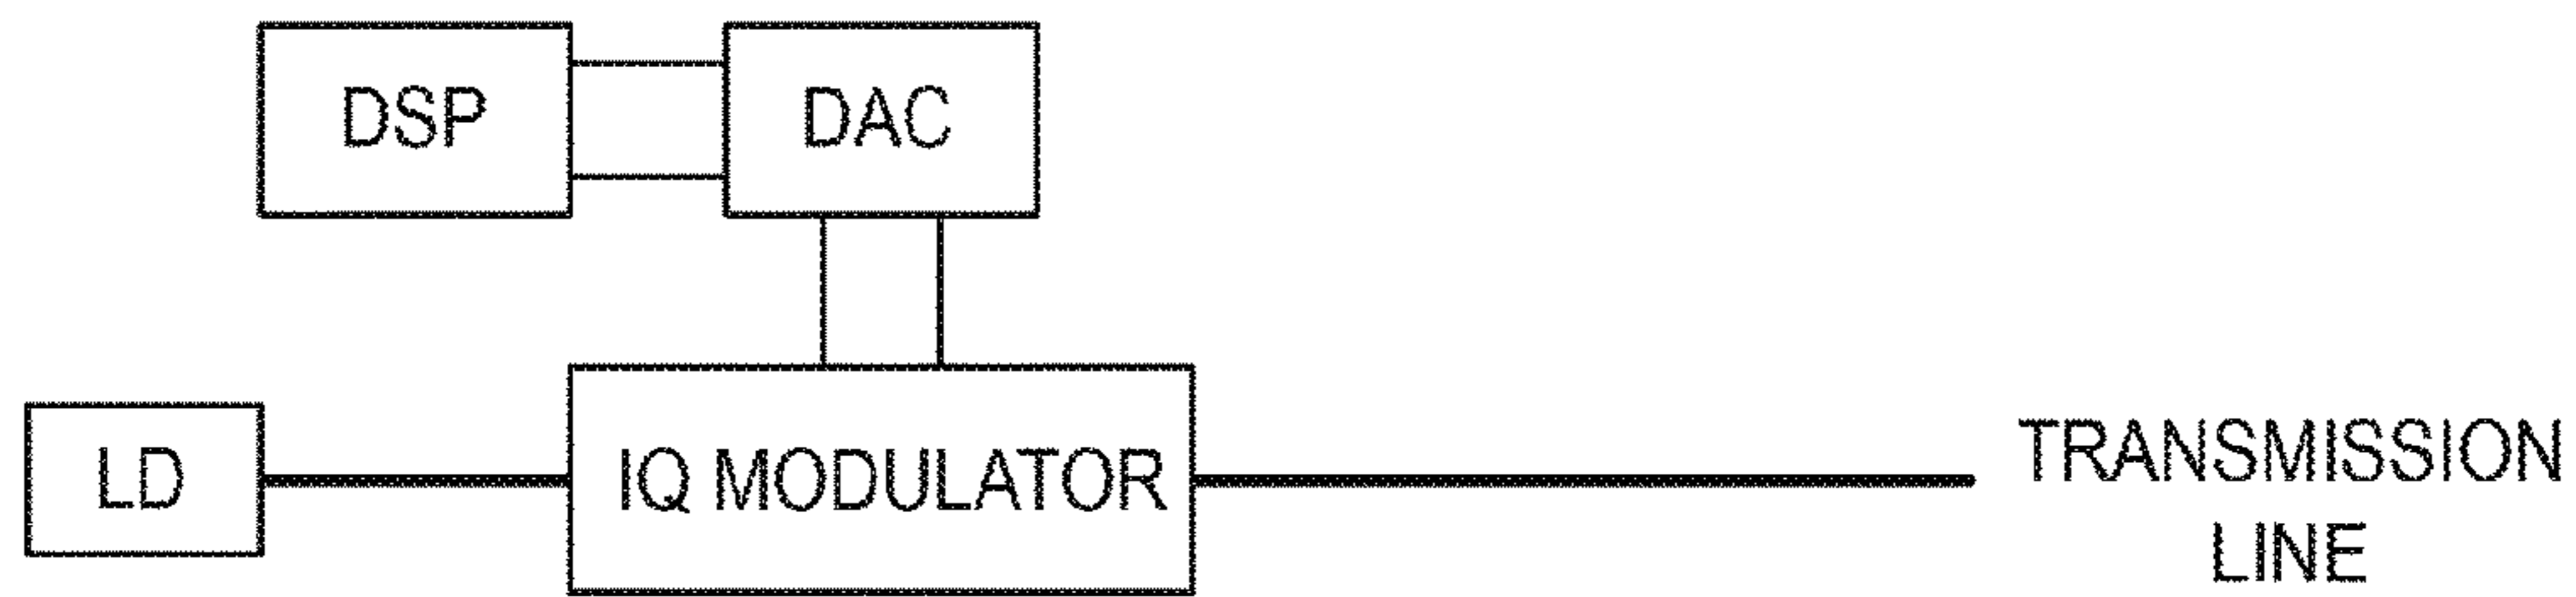 DSP
DAC
LD
IQ MODULATOR
TRANSMISSION
LINE